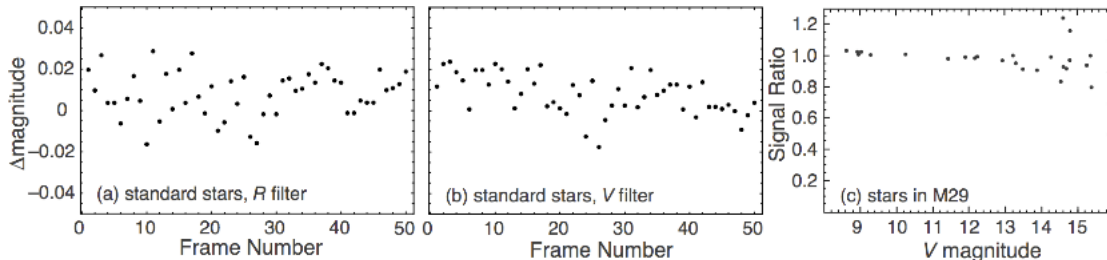 Δmagnitude
0.04
0.02
0
−0.02
−0.04
(a) standard stars, R filter
0 10 20 30 40 50
Frame Number
(b) standard stars, V filter
0 10 20 30 40 50
Frame Number
Signal Ratio
1.2
1.0
0.8
0.6
0.4
0.2
(c) stars in M29
9 10 11 12 13 14 15
V magnitude